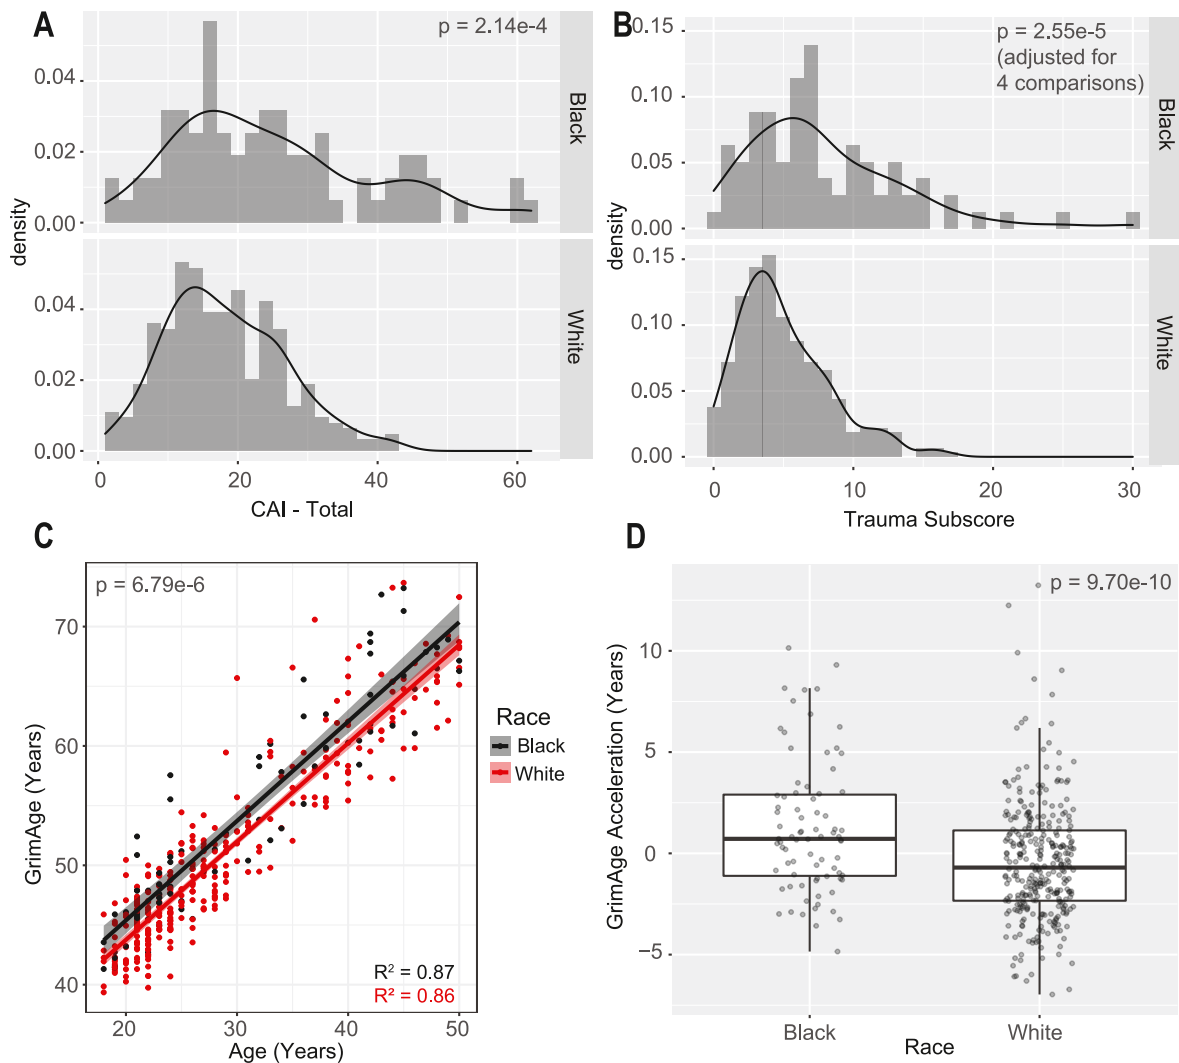 A
p = 2.14e-4
0.04
0.02
0.00
Black
density
0.04
0.02
0.00
White
0
20
40
60
CAI - Total
B
p = 2.55e-5
(adjusted for
4 comparisons)
0.15
0.10
0.05
0.00
Black
density
0.15
0.10
0.05
0.00
White
0
10
20
30
Trauma Subscore
C
p = 6.79e-6
70
60
50
40
GrimAge (Years)
R² = 0.87
R² = 0.86
20
30
40
50
Age (Years)
Race
Black
White
D
p = 9.70e-10
10
5
0
−5
GrimAge Acceleration (Years)
Black
White
Race